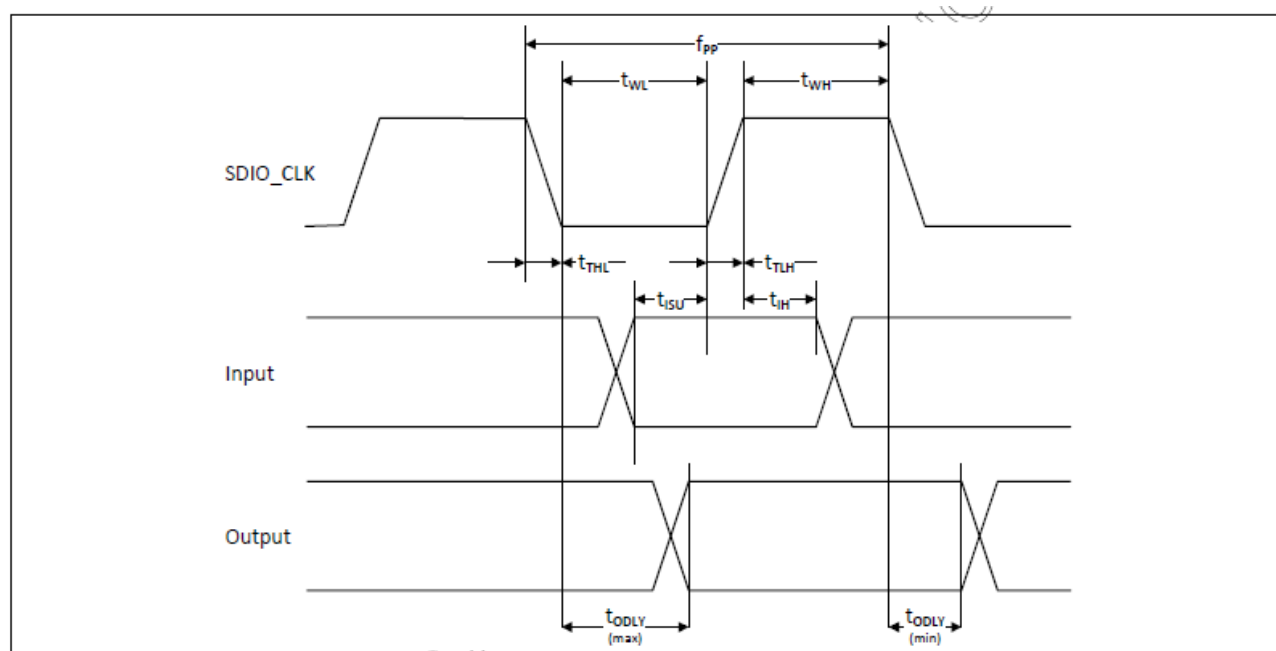 fPP
tWL
tWH
SDIO_CLK
tTHL
tTLH
tISU
tIH
Input
Output
tODLY
(max)
tODLY
(min)